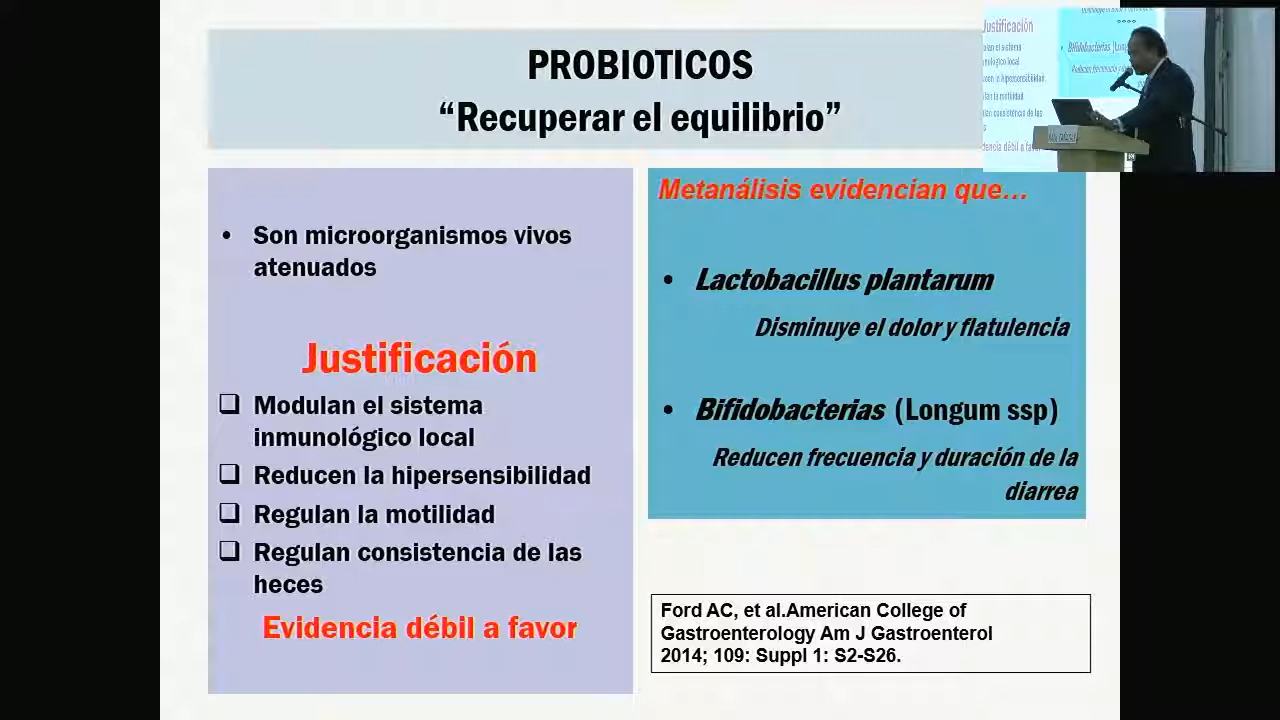 PROBIOTICOS
“Recuperar el equilibrio”
• Son microorganismos vivos
atenuados
Justificación
❑ Modulan el sistema
inmunológico local
❑ Reducen la hipersensibilidad
❑ Regulan la motilidad
❑ Regulan consistencia de las
heces
Evidencia débil a favor
Metanálisis evidencian que...
• Lactobacillus plantarum
Disminuye el dolor y flatulencia
• Bifidobacterias (Longum ssp)
Reducen frecuencia y duración de la
diarrea
Ford AC, et al.American College of
Gastroenterology Am J Gastroenterol
2014; 109: Suppl 1: S2-S26.
Justificación